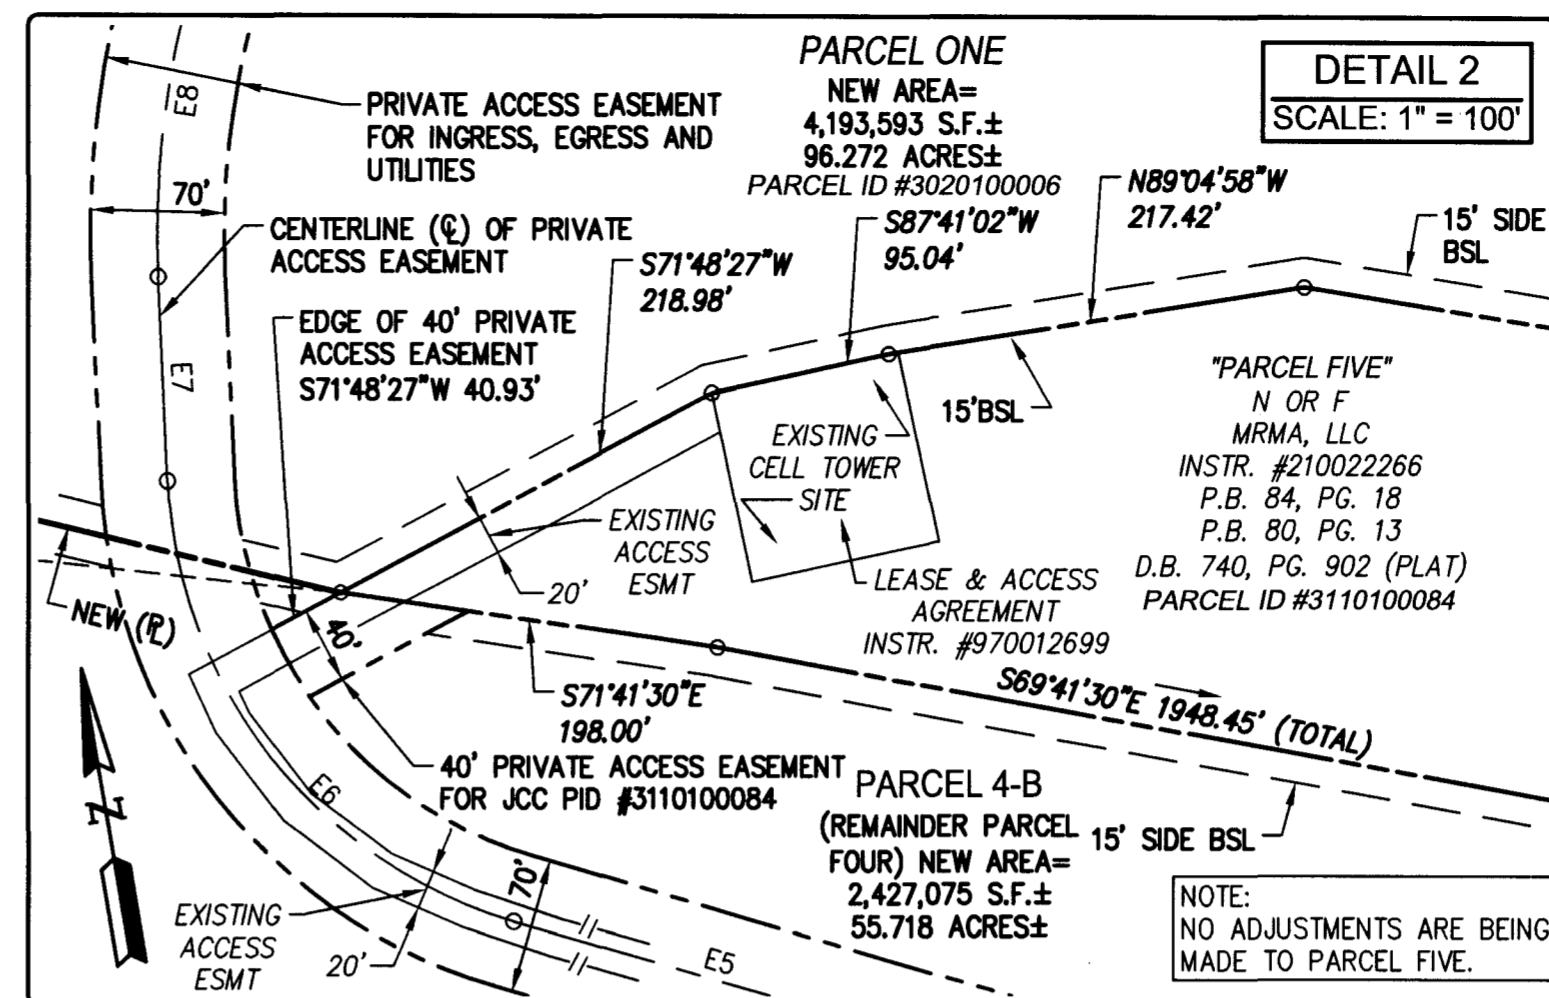 PARCEL ONE
NEW AREA=
4,193,593 S.F.±
96.272 ACRES±
PARCEL ID #3020100006
DETAIL 2
SCALE: 1" = 100'
E8
PRIVATE ACCESS EASEMENT
FOR INGRESS, EGRESS AND
UTILITIES
70'
CENTERLINE (℄) OF PRIVATE
ACCESS EASEMENT
S71°48'27"W
218.98'
S87°41'02"W
95.04'
N89°04'58"W
217.42'
15' SIDE
BSL
EDGE OF 40' PRIVATE
ACCESS EASEMENT
S71°48'27"W 40.93'
E7
15'BSL
"PARCEL FIVE"
N OR F
MRMA, LLC
INSTR. #210022266
P.B. 84, PG. 18
P.B. 80, PG. 13
D.B. 740, PG. 902 (PLAT)
PARCEL ID #3110100084
EXISTING
CELL TOWER
SITE
EXISTING
ACCESS
ESMT
20'
LEASE & ACCESS
AGREEMENT
INSTR. #970012699
NEW (PL)
40'
S71°41'30"E
198.00'
S69°41'30"E 1948.45' (TOTAL)
40' PRIVATE ACCESS EASEMENT
FOR JCC PID #3110100084
PARCEL 4-B
(REMAINDER PARCEL
FOUR) NEW AREA=
2,427,075 S.F.±
55.718 ACRES±
15' SIDE BSL
N
E6
70'
EXISTING
ACCESS
ESMT
20'
E5
NOTE:
NO ADJUSTMENTS ARE BEING
MADE TO PARCEL FIVE.